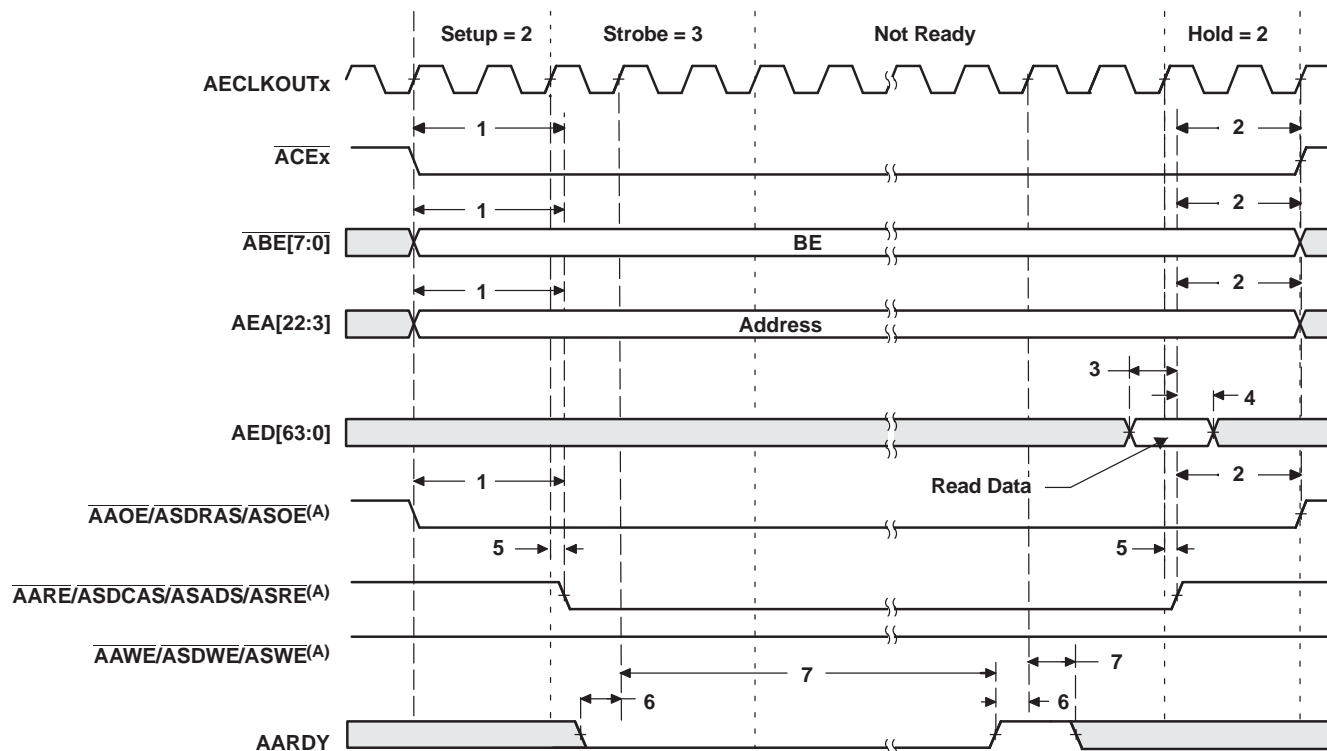 Setup = 2 Strobe = 3 Not Ready Hold = 2
AECLKOUTx
1 2
ACEx
1 2
ABE[7:0] BE
1 2
AEA[22:3] Address
3
4
AED[63:0]
Read Data
1 2
AAOE/ASDRAS/ASOE(A)
5 5
AARE/ASDCAS/ASADS/ASRE(A)
AAWE/ASDWE/ASWE(A)
7 7
6 6
AARDY